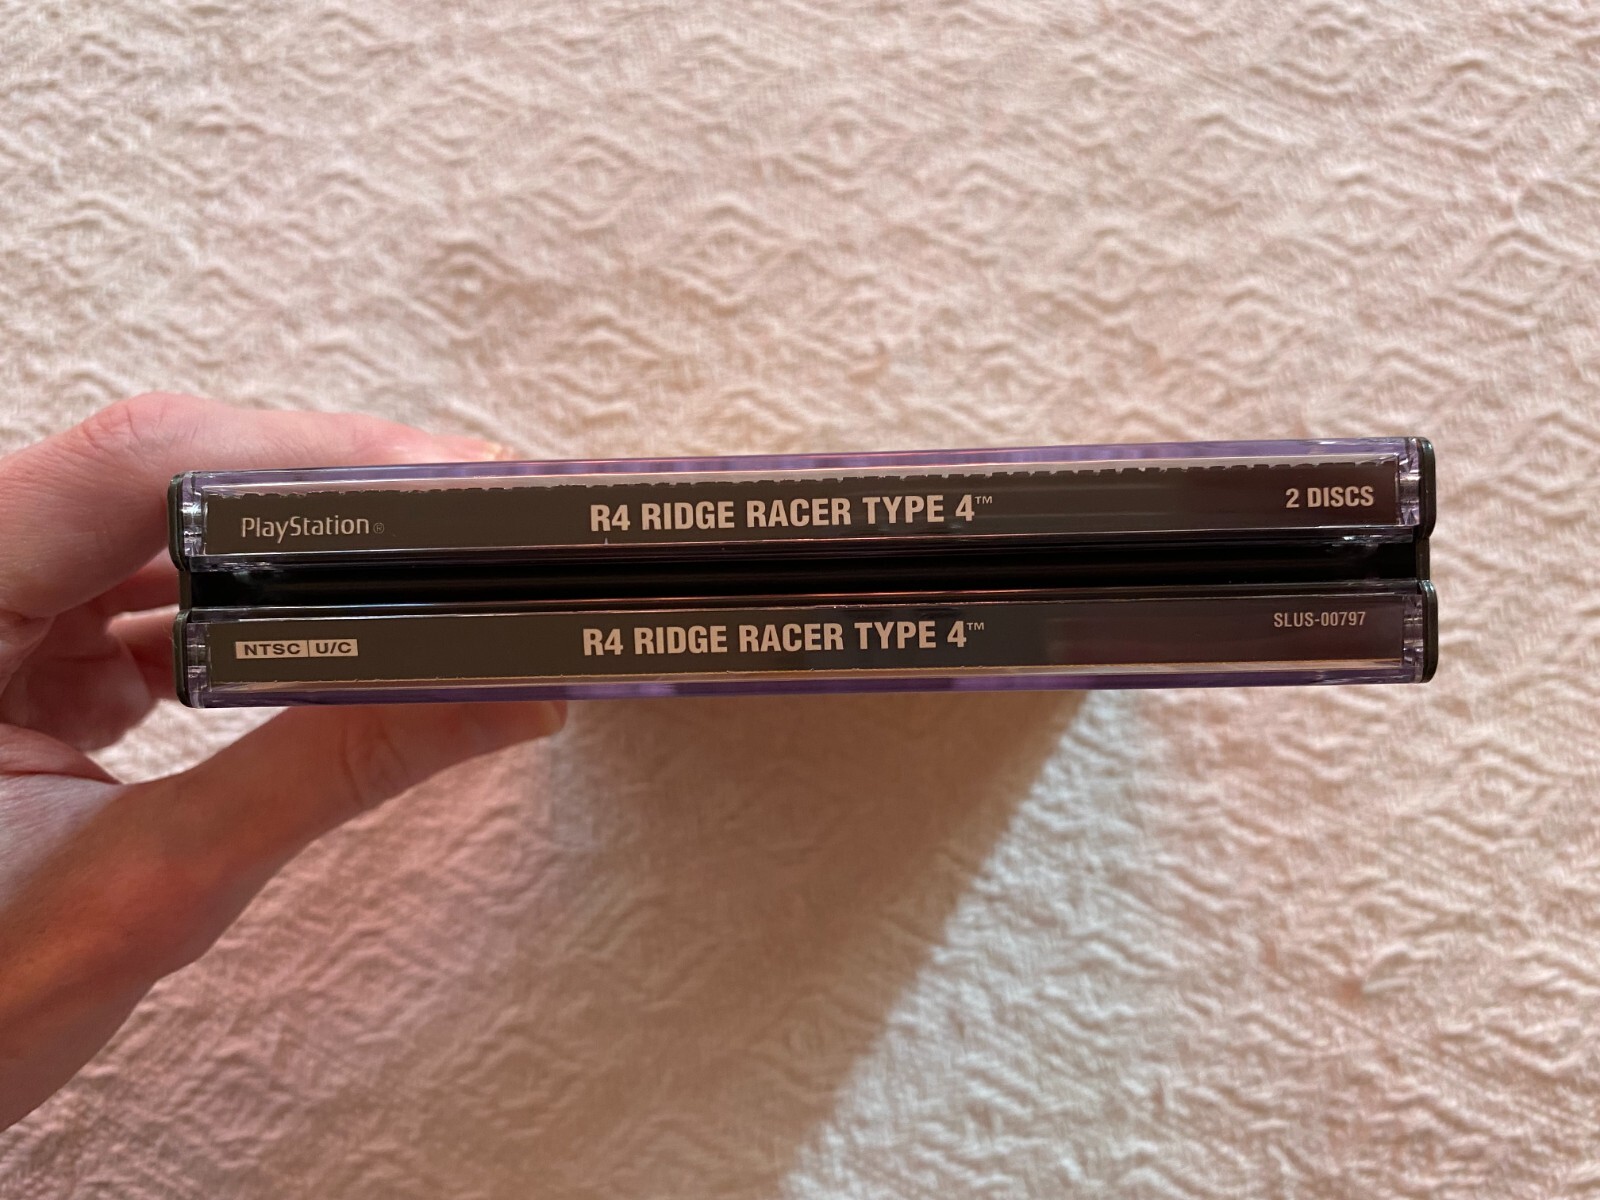 PlayStation®
R4 RIDGE RACER TYPE 4™
2 DISCS
NTSC U/C
R4 RIDGE RACER TYPE 4™
SLUS-00797